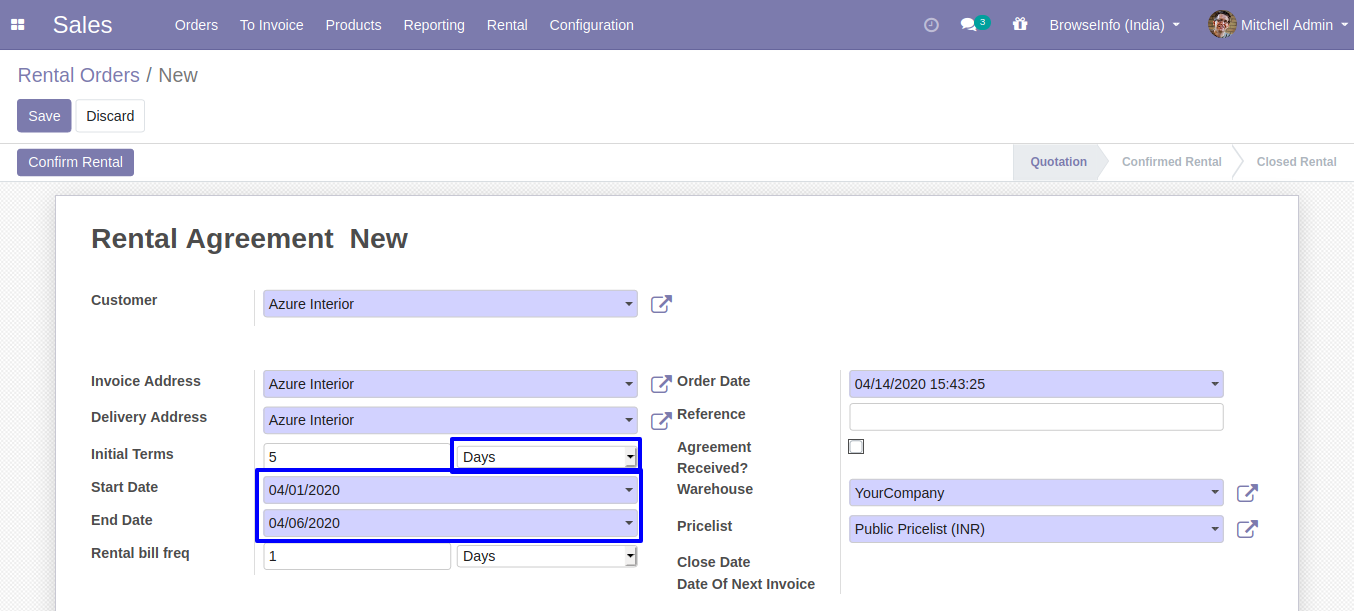 Sales Orders To Invoice Products Reporting Rental Configuration 3 BrowseInfo (India) Mitchell Admin
Rental Orders / New
Save Discard
Confirm Rental Quotation Confirmed Rental Closed Rental
Rental Agreement New
Customer Azure Interior
Invoice Address Azure Interior Order Date 04/14/2020 15:43:25
Delivery Address Azure Interior Reference
Initial Terms 5 Days Agreement
Received?
Start Date 04/01/2020 Warehouse YourCompany
End Date 04/06/2020 Pricelist Public Pricelist (INR)
Rental bill freq 1 Days Close Date
Date Of Next Invoice